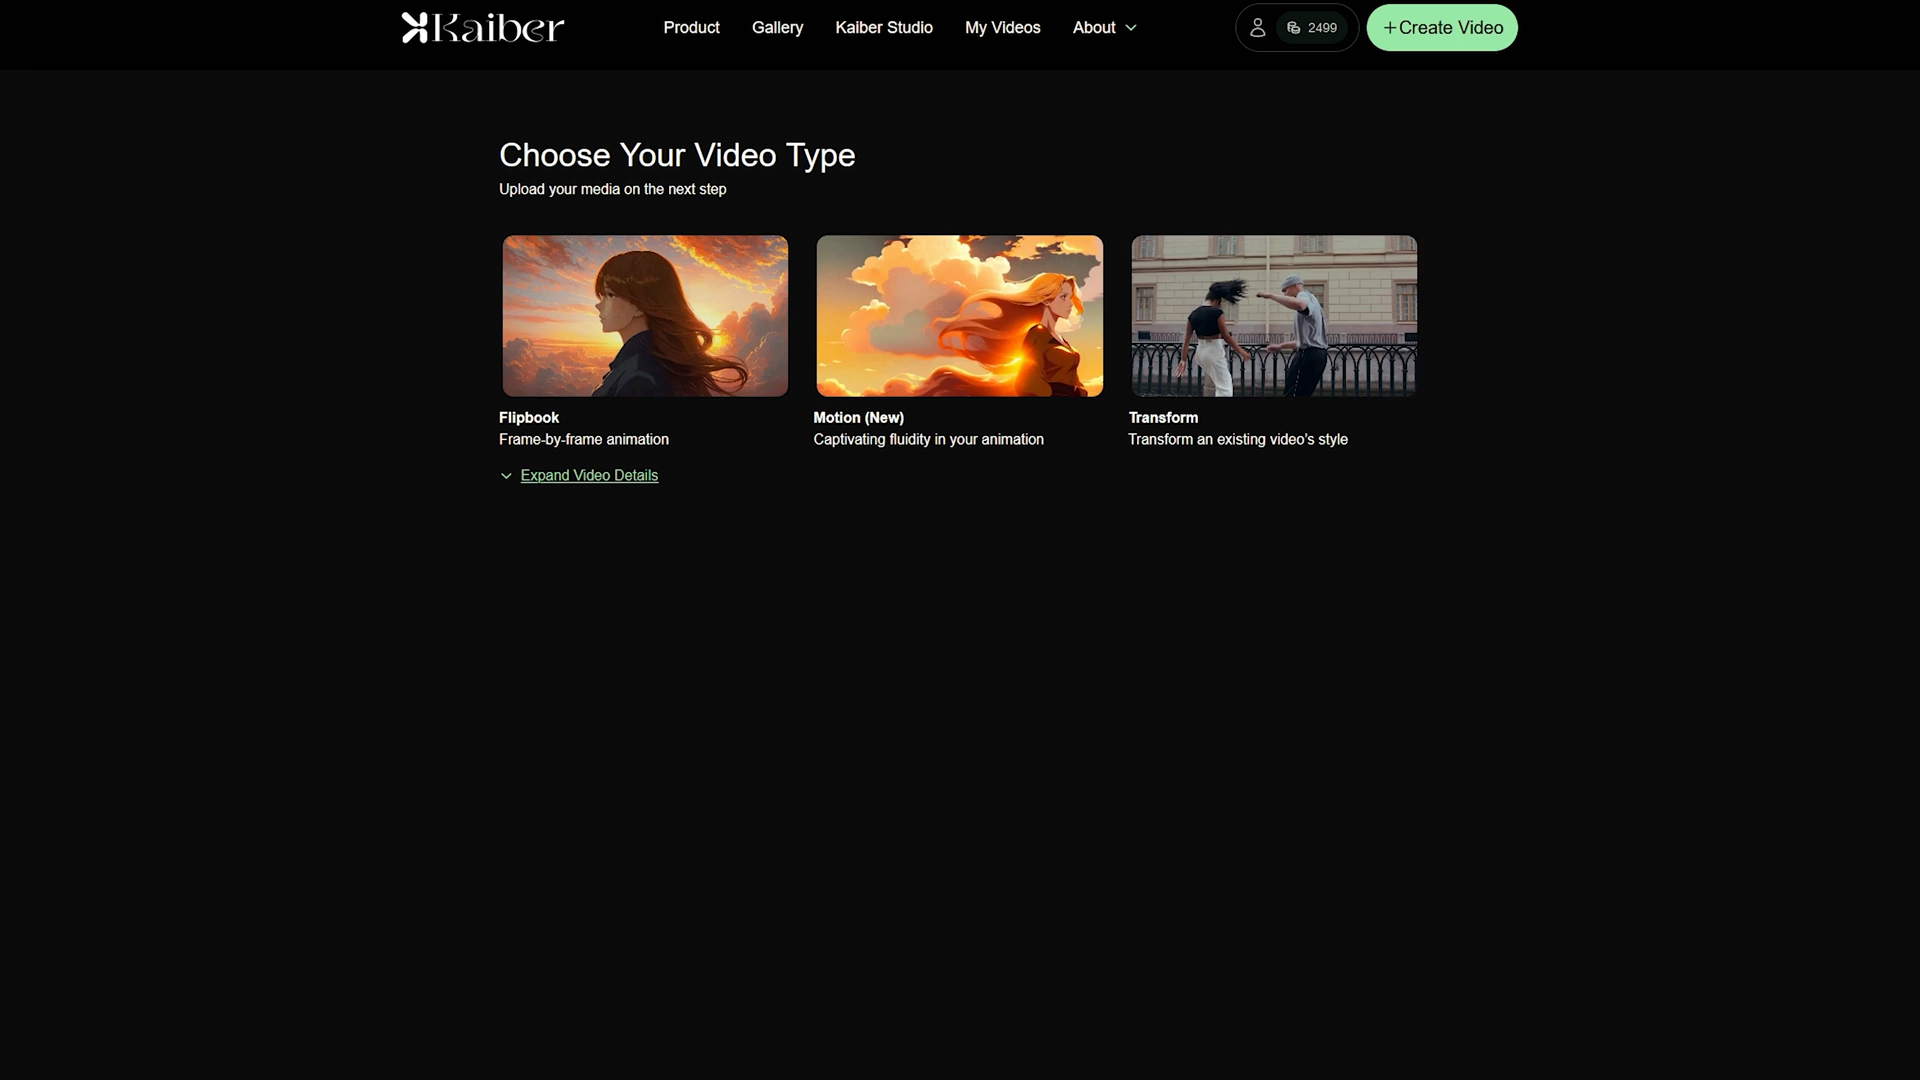 Kaiber
Product
Gallery
Kaiber Studio
My Videos
About
2499
+Create Video
Choose Your Video Type
Upload your media on the next step
Flipbook
Frame-by-frame animation
Motion (New)
Captivating fluidity in your animation
Transform
Transform an existing video's style
Expand Video Details